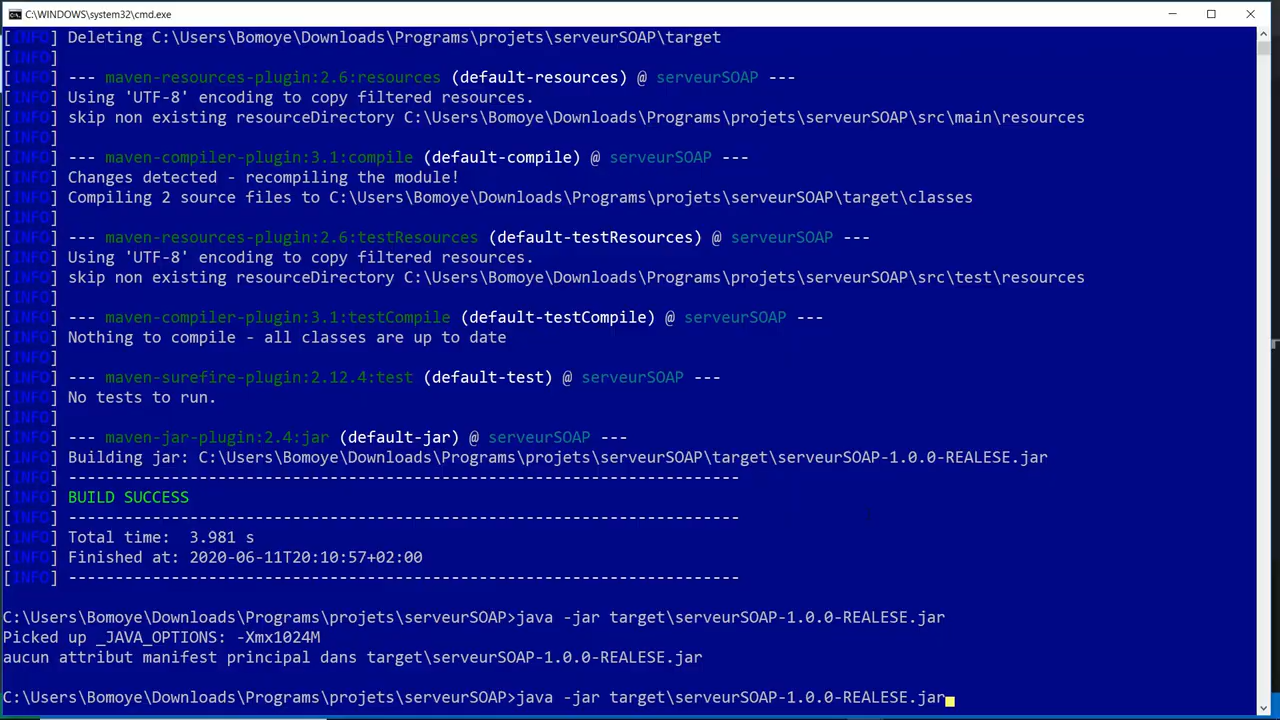 C:\WINDOWS\system32\cmd.exe
[INFO] Deleting C:\Users\Bomoye\Downloads\Programs\projets\serveurSOAP\target
[INFO]
[INFO] --- maven-resources-plugin:2.6:resources (default-resources) @ serveurSOAP ---
[INFO] Using 'UTF-8' encoding to copy filtered resources.
[INFO] skip non existing resourceDirectory C:\Users\Bomoye\Downloads\Programs\projets\serveurSOAP\src\main\resources
[INFO]
[INFO] --- maven-compiler-plugin:3.1:compile (default-compile) @ serveurSOAP ---
[INFO] Changes detected - recompiling the module!
[INFO] Compiling 2 source files to C:\Users\Bomoye\Downloads\Programs\projets\serveurSOAP\target\classes
[INFO]
[INFO] --- maven-resources-plugin:2.6:testResources (default-testResources) @ serveurSOAP ---
[INFO] Using 'UTF-8' encoding to copy filtered resources.
[INFO] skip non existing resourceDirectory C:\Users\Bomoye\Downloads\Programs\projets\serveurSOAP\src\test\resources
[INFO]
[INFO] --- maven-compiler-plugin:3.1:testCompile (default-testCompile) @ serveurSOAP ---
[INFO] Nothing to compile - all classes are up to date
[INFO]
[INFO] --- maven-surefire-plugin:2.12.4:test (default-test) @ serveurSOAP ---
[INFO] No tests to run.
[INFO]
[INFO] --- maven-jar-plugin:2.4:jar (default-jar) @ serveurSOAP ---
[INFO] Building jar: C:\Users\Bomoye\Downloads\Programs\projets\serveurSOAP\target\serveurSOAP-1.0.0-REALESE.jar
[INFO] ------------------------------------------------------------------------
[INFO] BUILD SUCCESS
[INFO] ------------------------------------------------------------------------
[INFO] Total time:  3.981 s
[INFO] Finished at: 2020-06-11T20:10:57+02:00
[INFO] ------------------------------------------------------------------------
C:\Users\Bomoye\Downloads\Programs\projets\serveurSOAP>java -jar target\serveurSOAP-1.0.0-REALESE.jar
Picked up _JAVA_OPTIONS: -Xmx1024M
aucun attribut manifest principal dans target\serveurSOAP-1.0.0-REALESE.jar
C:\Users\Bomoye\Downloads\Programs\projets\serveurSOAP>java -jar target\serveurSOAP-1.0.0-REALESE.jar